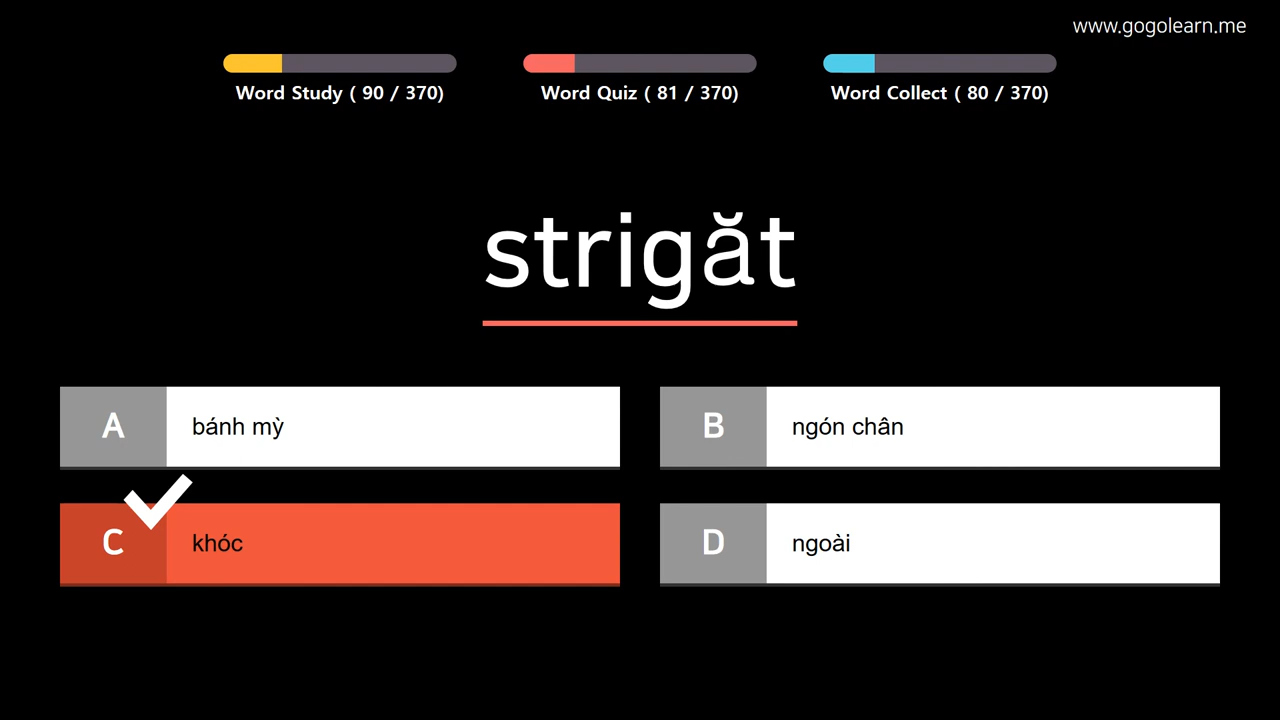 www.gogolearn.me
Word Study ( 90 / 370)
Word Quiz ( 81 / 370)
Word Collect ( 80 / 370)
strigăt
A bánh mỳ
B ngón chân
C khóc
D ngoài